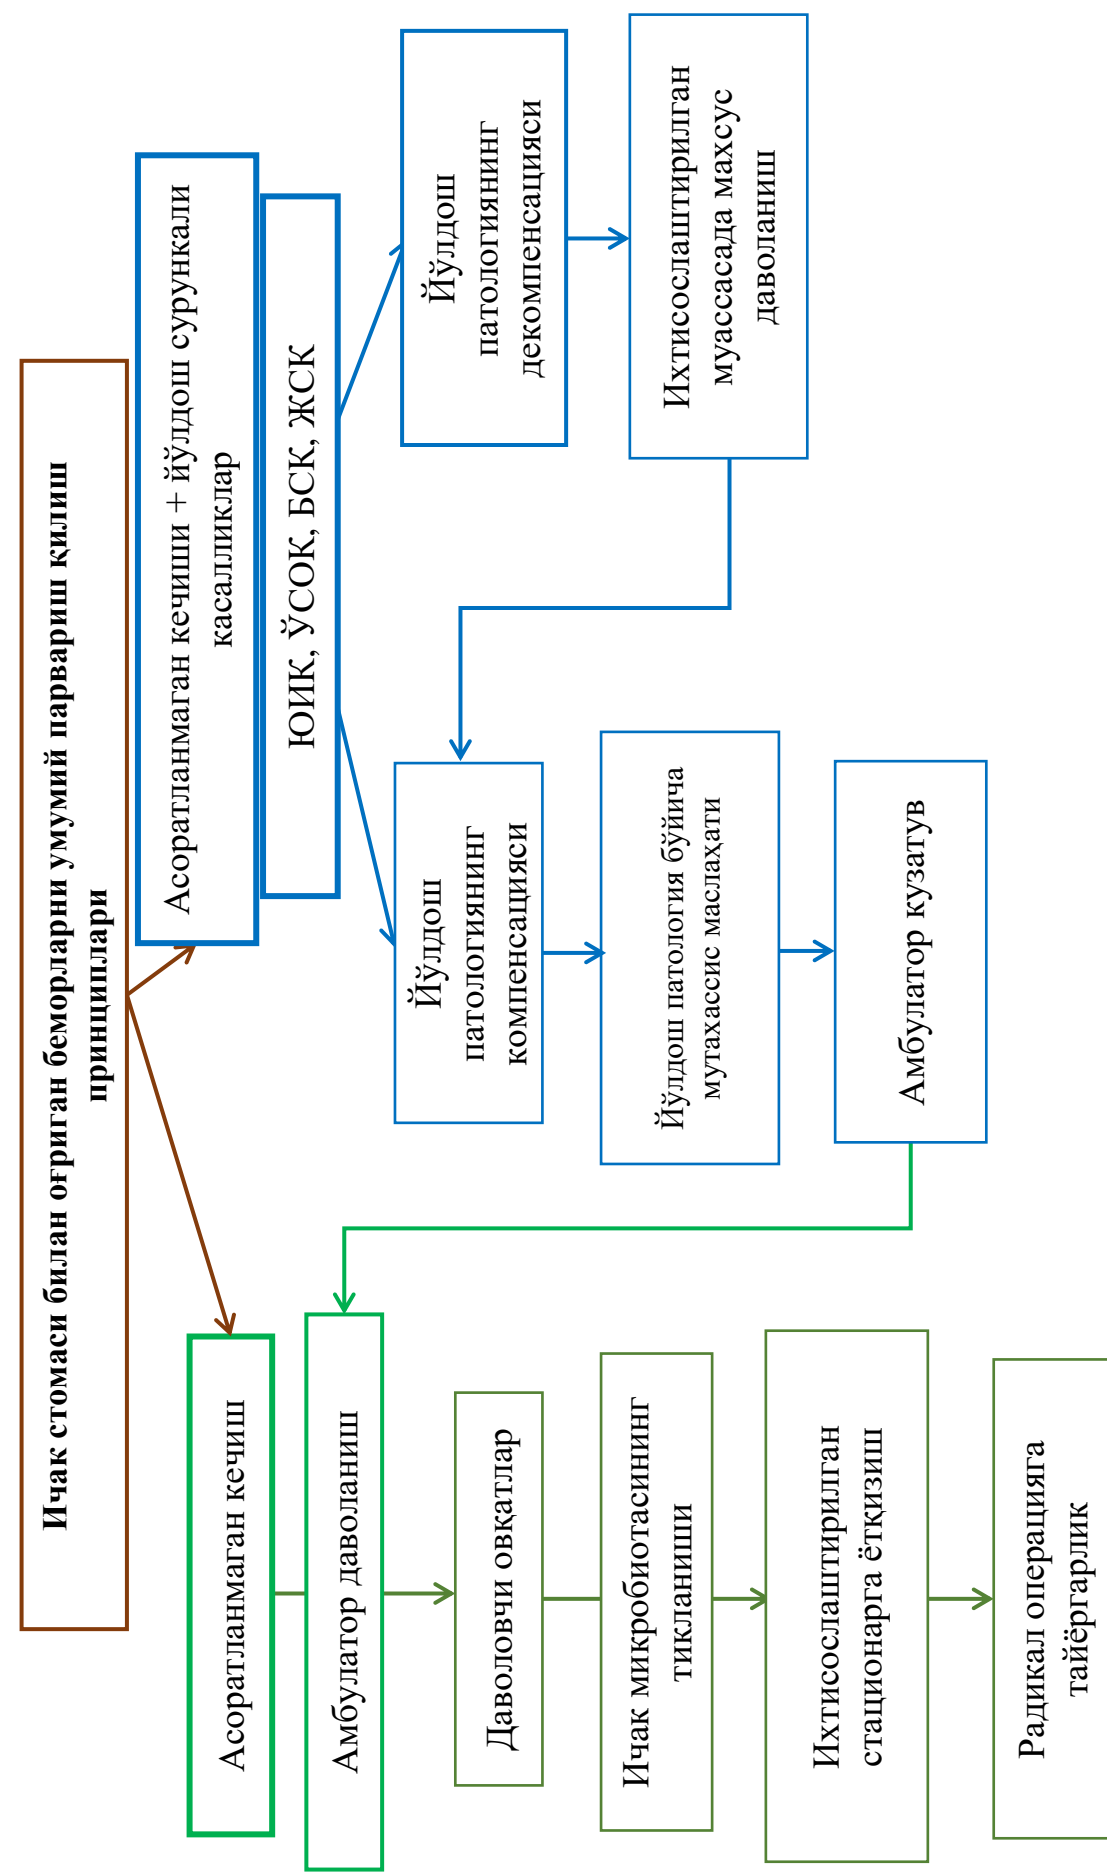 Ичак стомаси билан оғриган беморларни умумий парвариш қилиш
принциплари
Асоратланмаган кечиш
Амбулатор даволаниш
Даволовчи овқатлар
Ичак микробиотасининг
тикланиши
Ихтисослаштирилган
стационарга ётқизиш
Радикал операцияга
тайёргарлик
Асоратланмаган кечиши + йўлдош сурункали
касалликлар
ЮИК, ЎСОК, БСК, ЖСК
Йўлдош
патологиянинг
компенсацияси
Йўлдош патология бўйича
мутахассис маслаҳати
Амбулатор кузатув
Йўлдош
патологиянинг
декомпенсацияси
Ихтисослаштирилган
муассасада махсус
даволаниш